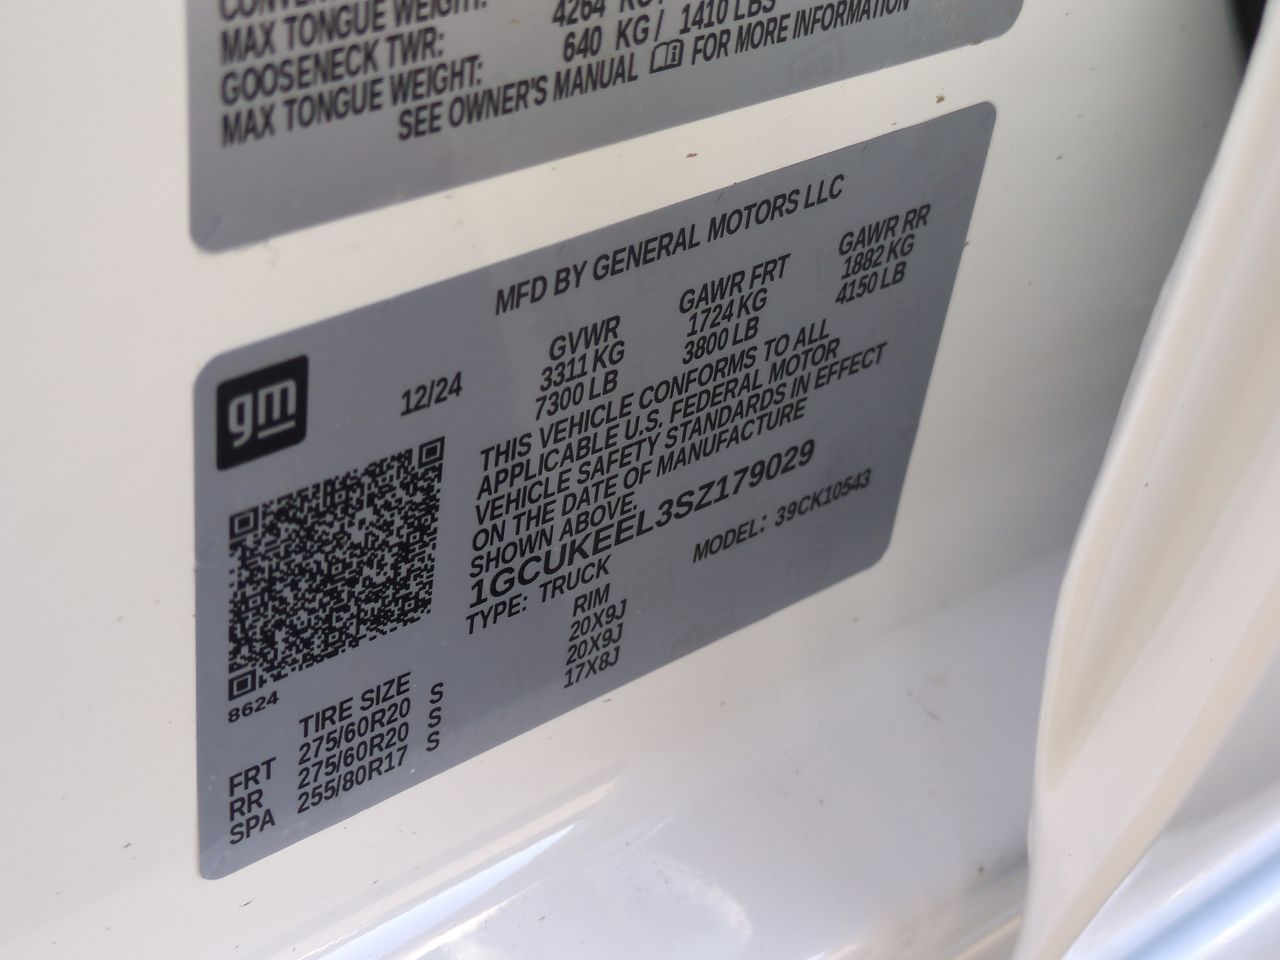 MAX TONGUE WEIGHT:
GOOSENECK TWR: 4264
MAX TONGUE WEIGHT: 640 KG / 1410 LBS
SEE OWNER'S MANUAL FOR MORE INFORMATION
MFD BY GENERAL MOTORS LLC
gm
12/24
GVWR GAWR FRT GAWR RR
3311 KG 1724 KG 1882 KG
7300 LB 3800 LB 4150 LB
THIS VEHICLE CONFORMS TO ALL
APPLICABLE U.S. FEDERAL MOTOR
VEHICLE SAFETY STANDARDS IN EFFECT
ON THE DATE OF MANUFACTURE
SHOWN ABOVE.
1GCUKEEL3SZ179029
TYPE: TRUCK MODEL: 39CK10543
8624
TIRE SIZE RIM
FRT 275/60R20 S 20X9J
RR 275/60R20 S 20X9J
SPA 255/80R17 S 17X8J